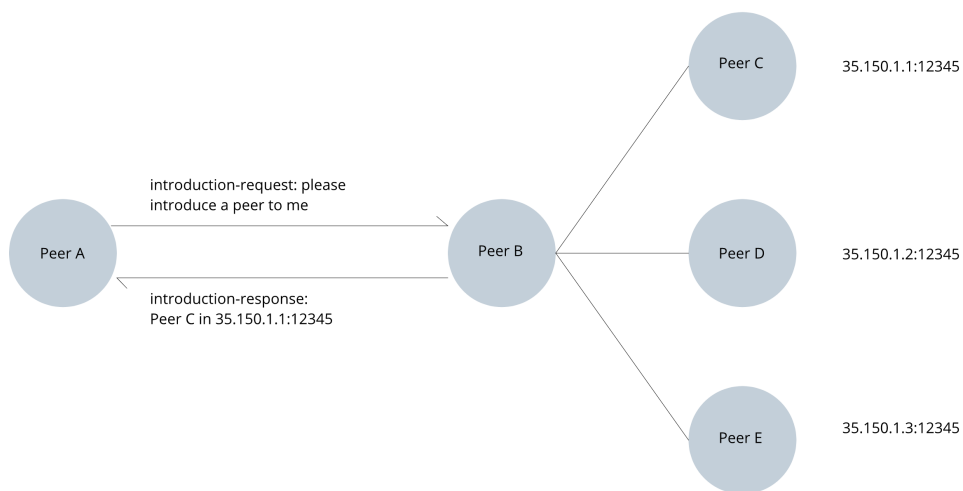 Peer C
35.150.1.1:12345
introduction-request: please
introduce a peer to me
Peer A
Peer B
Peer D
35.150.1.2:12345
introduction-response:
Peer C in 35.150.1.1:12345
Peer E
35.150.1.3:12345